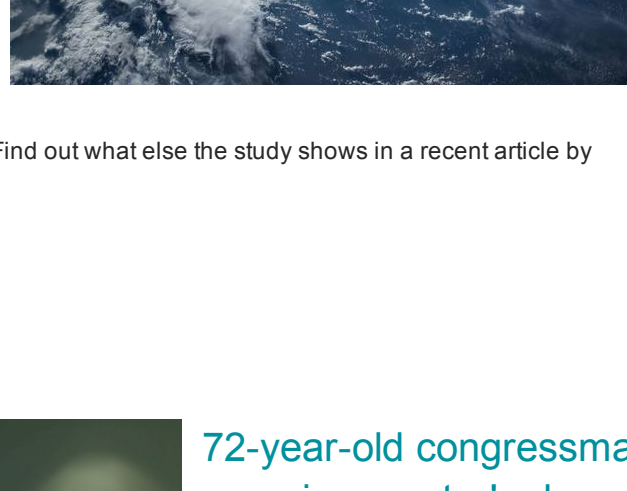 Find out what else the study shows in a recent article by
72-year-old congressma